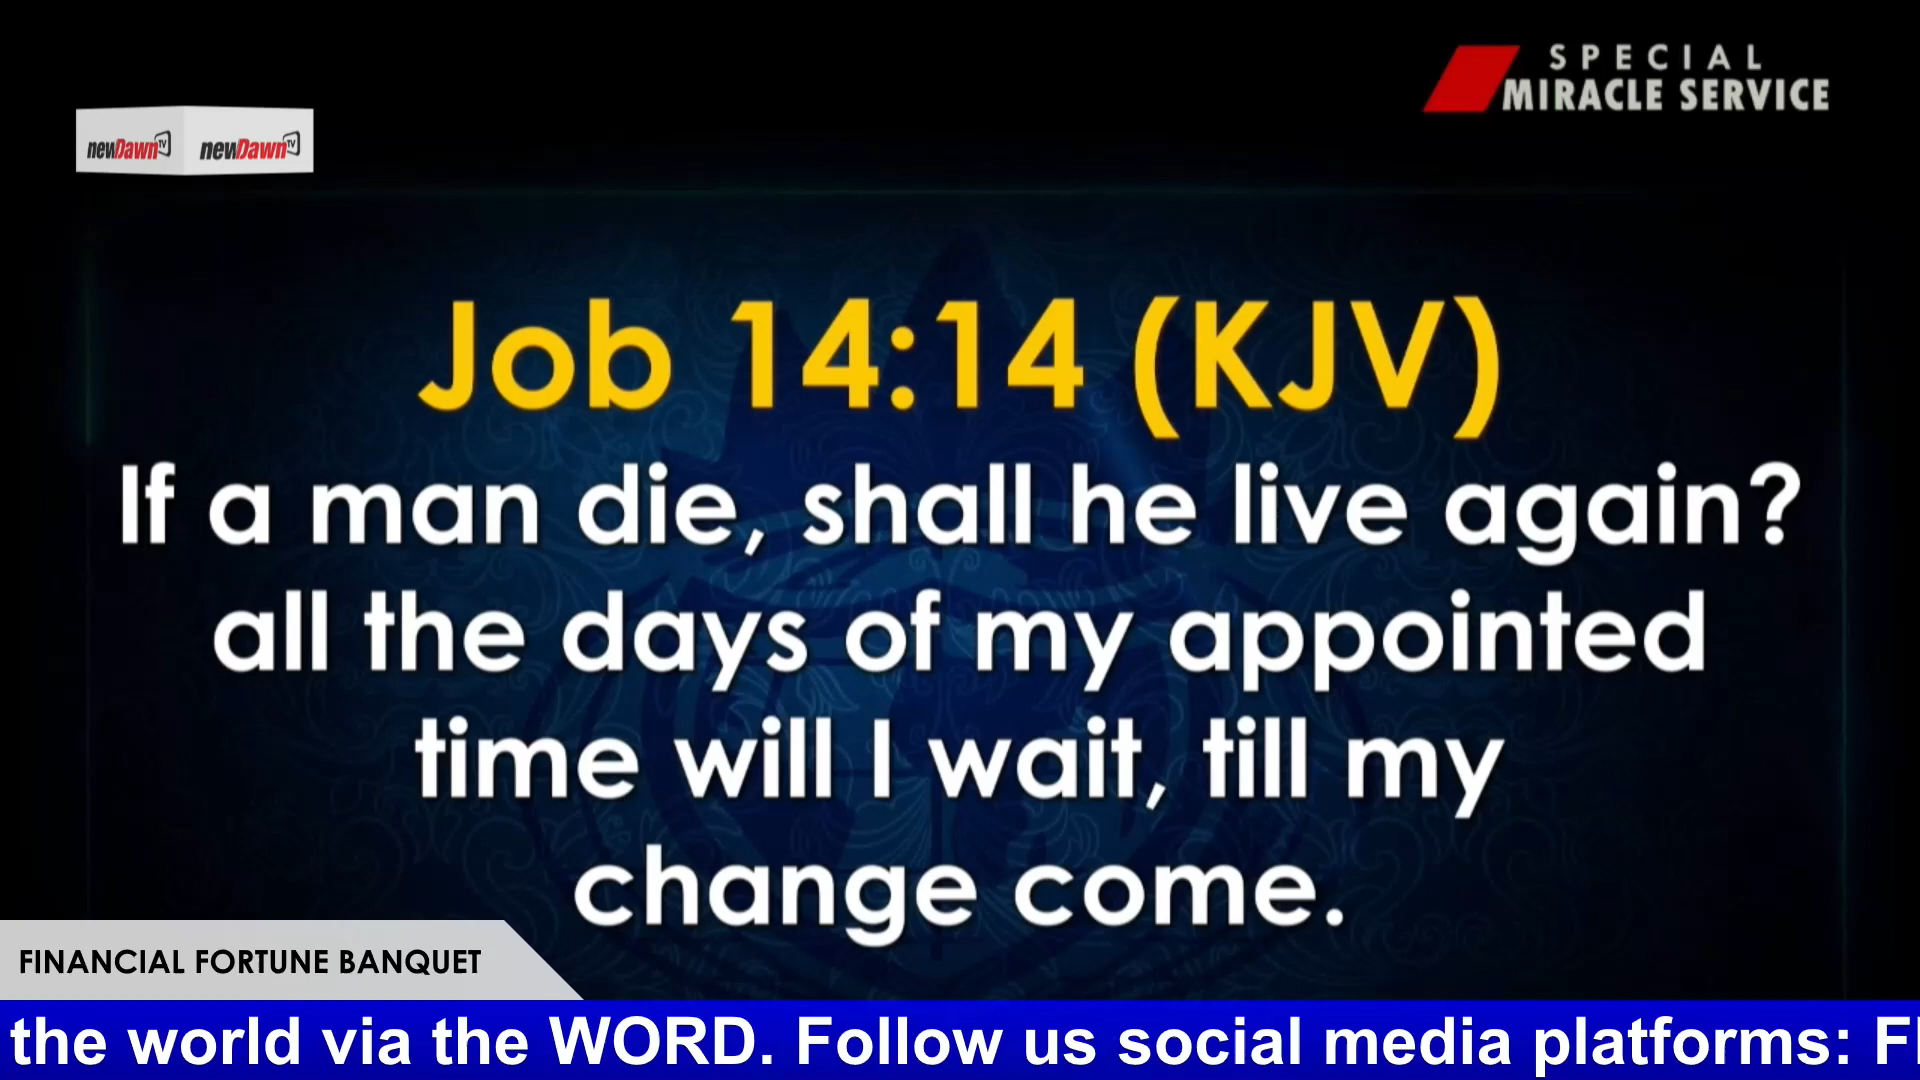 SPECIAL
MIRACLE SERVICE
newDawn TV newDawn TV
Job 14:14 (KJV)
If a man die, shall he live again?
all the days of my appointed
time will I wait, till my
change come.
FINANCIAL FORTUNE BANQUET
the world via the WORD. Follow us social media platforms: